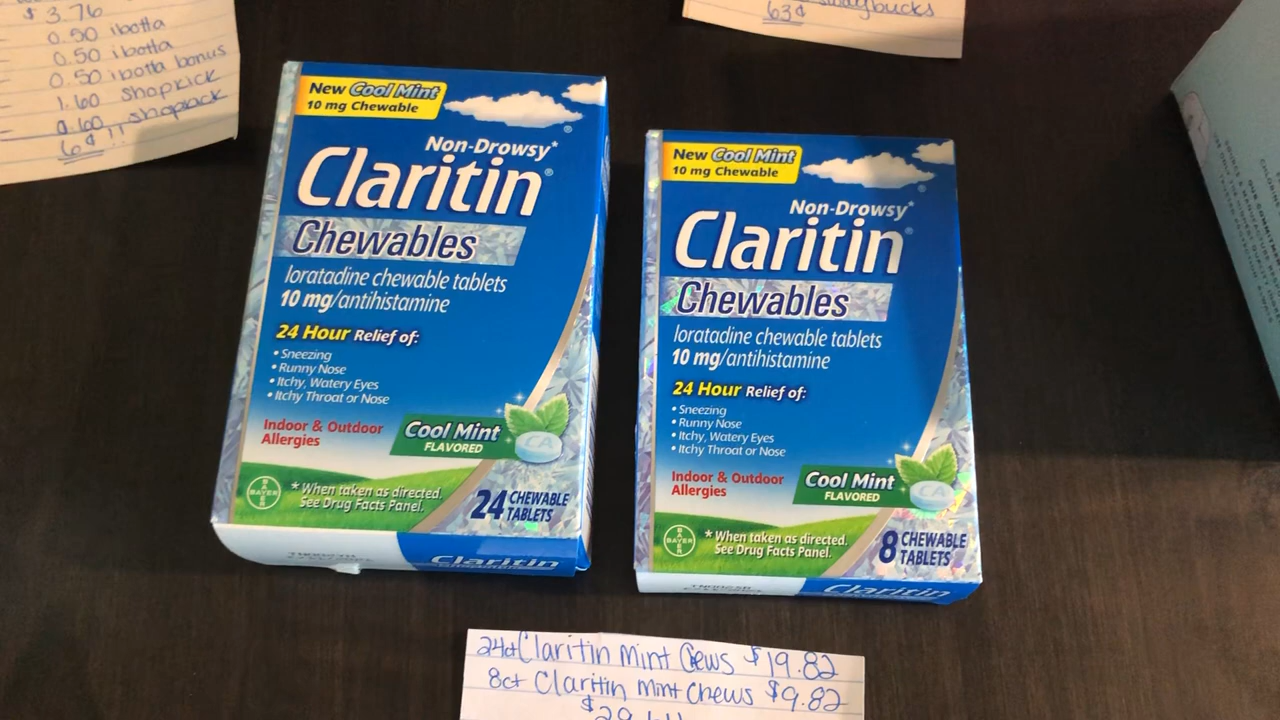 $3.76
0.50 ibotta
0.50 ibotta
0.50 ibotta bonus
1.60 shopkick
0.60 shopkick
6¢!!
63¢
New Cool Mint
10 mg Chewable
Non-Drowsy*
Claritin®
Chewables
loratadine chewable tablets
10 mg/antihistamine
24 Hour Relief of:
• Sneezing
• Runny Nose
• Itchy, Watery Eyes
• Itchy Throat or Nose
Indoor & Outdoor
Allergies
Cool Mint
FLAVORED
BAYER
* When taken as directed.
See Drug Facts Panel.
24 CHEWABLE
TABLETS
Claritin
New Cool Mint
10 mg Chewable
Non-Drowsy*
Claritin®
Chewables
loratadine chewable tablets
10 mg/antihistamine
24 Hour Relief of:
• Sneezing
• Runny Nose
• Itchy, Watery Eyes
• Itchy Throat or Nose
Indoor & Outdoor
Allergies
Cool Mint
FLAVORED
CA
BAYER
* When taken as directed.
See Drug Facts Panel.
8 CHEWABLE
TABLETS
Claritin
24ct Claritin Mint Cews $19.82
8ct Claritin Mint Chews $9.82